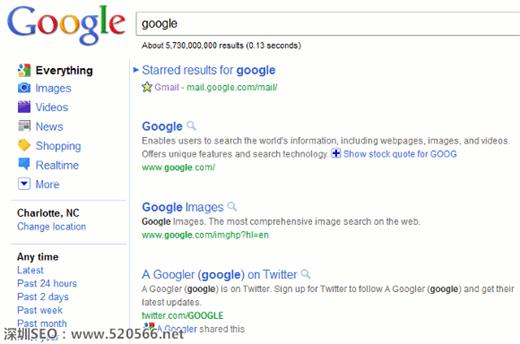 Google
google
About 5,730,000,000 results (0.13 seconds)
Everything
Images
Videos
News
Shopping
Realtime
More
Charlotte, NC
Change location
Any time
Latest
Past 24 hours
Past 2 days
Past week
Past month
Starred results for google
Gmail - mail.google.com/mail/
Google
Enables users to search the world's information, including webpages, images, and videos.
Offers unique features and search technology Show stock quote for GOOG
www.google.com/
Google Images
Google Images. The most comprehensive image search on the web.
www.google.com/imghp?hl=en
A Googler (google) on Twitter
A Googler (google) is on Twitter. Sign up for Twitter to follow A Googler (google) and get their
latest updates.
twitter.com/GOOGLE
A Googler shared this
深圳SEO：www.520566.net